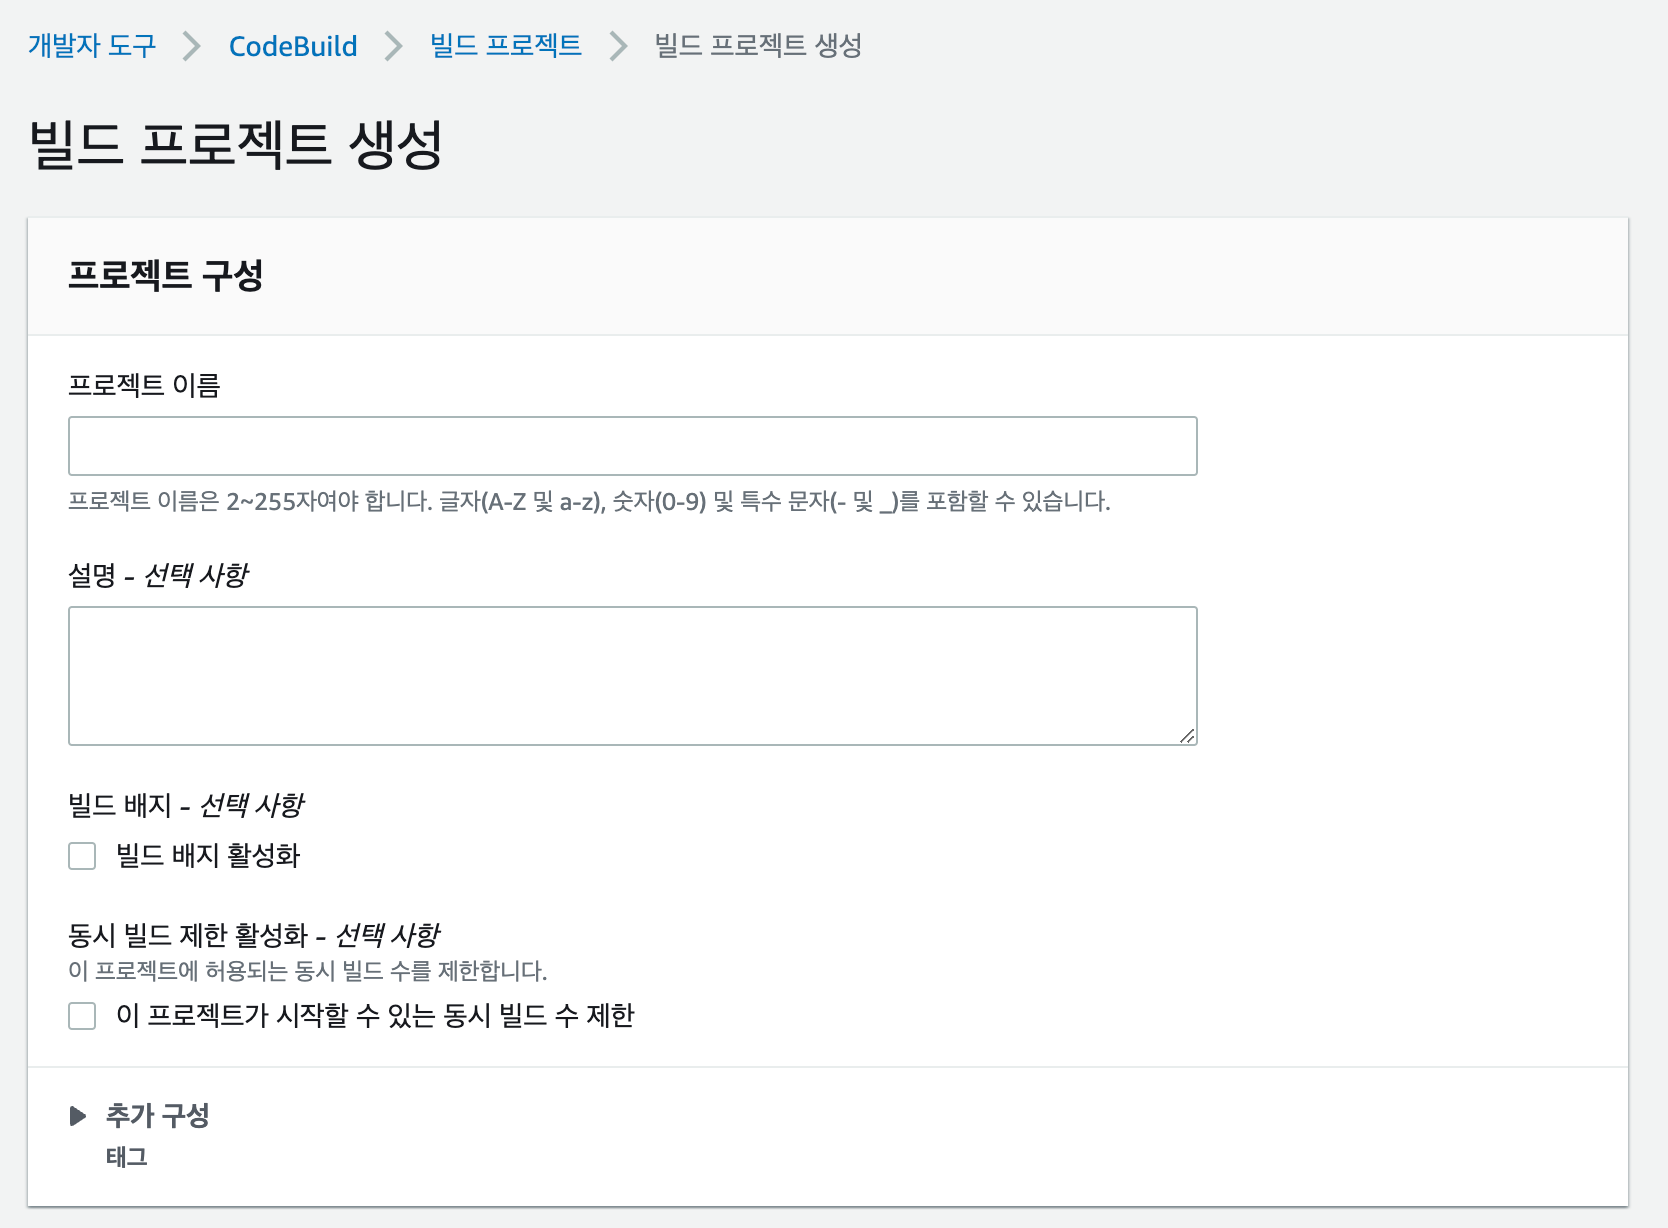 개발자 도구 > CodeBuild > 빌드 프로젝트 > 빌드 프로젝트 생성
빌드 프로젝트 생성
프로젝트 구성
프로젝트 이름
프로젝트 이름은 2~255자여야 합니다. 글자(A-Z 및 a-z), 숫자(0-9) 및 특수 문자(- 및 _)를 포함할 수 있습니다.
설명 - 선택 사항
빌드 배지 - 선택 사항
빌드 배지 활성화
동시 빌드 제한 활성화 - 선택 사항
이 프로젝트에 허용되는 동시 빌드 수를 제한합니다.
이 프로젝트가 시작할 수 있는 동시 빌드 수 제한
추가 구성
태그